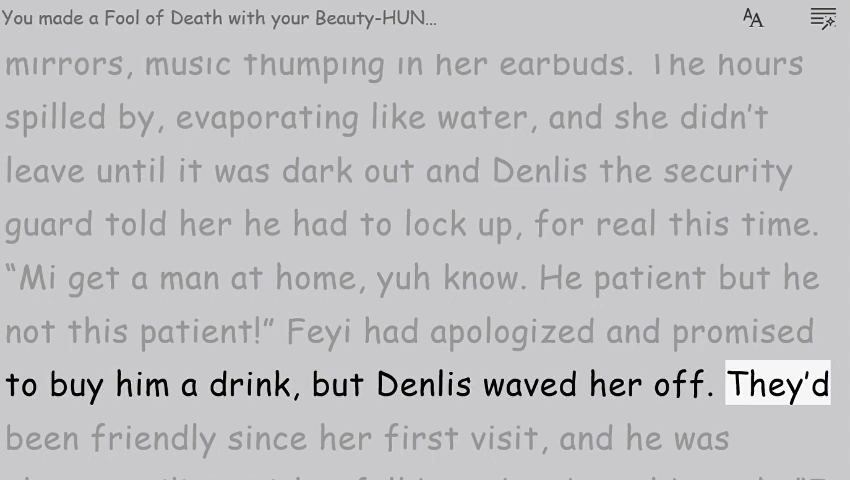 You made a Fool of Death with your Beauty-HUN...
AA
mirrors, music thumping in her earbuds. The hours
spilled by, evaporating like water, and she didn't
leave until it was dark out and Denlis the security
guard told her he had to lock up, for real this time.
“Mi get a man at home, yuh know. He patient but he
not this patient!” Feyi had apologized and promised
to buy him a drink, but Denlis waved her off. They'd
been friendly since her first visit, and he was